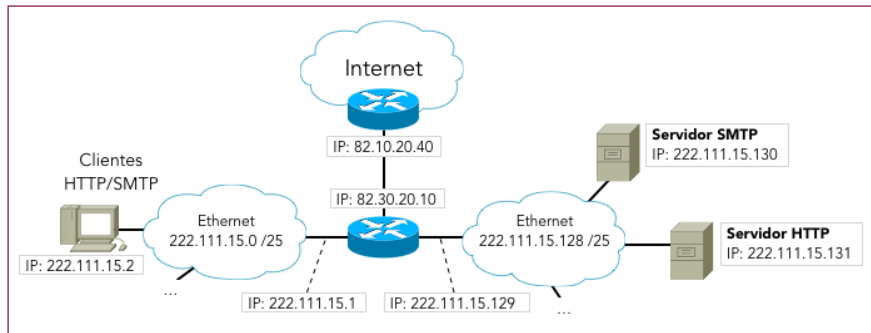 Internet
IP: 82.10.20.40
Servidor SMTP
IP: 222.111.15.130
Clientes
HTTP/SMTP
IP: 82.30.20.10
Ethernet
222.111.15.0 /25
Ethernet
222.111.15.128 /25
Servidor HTTP
IP: 222.111.15.131
IP: 222.111.15.2
...
IP: 222.111.15.1
IP: 222.111.15.129
...